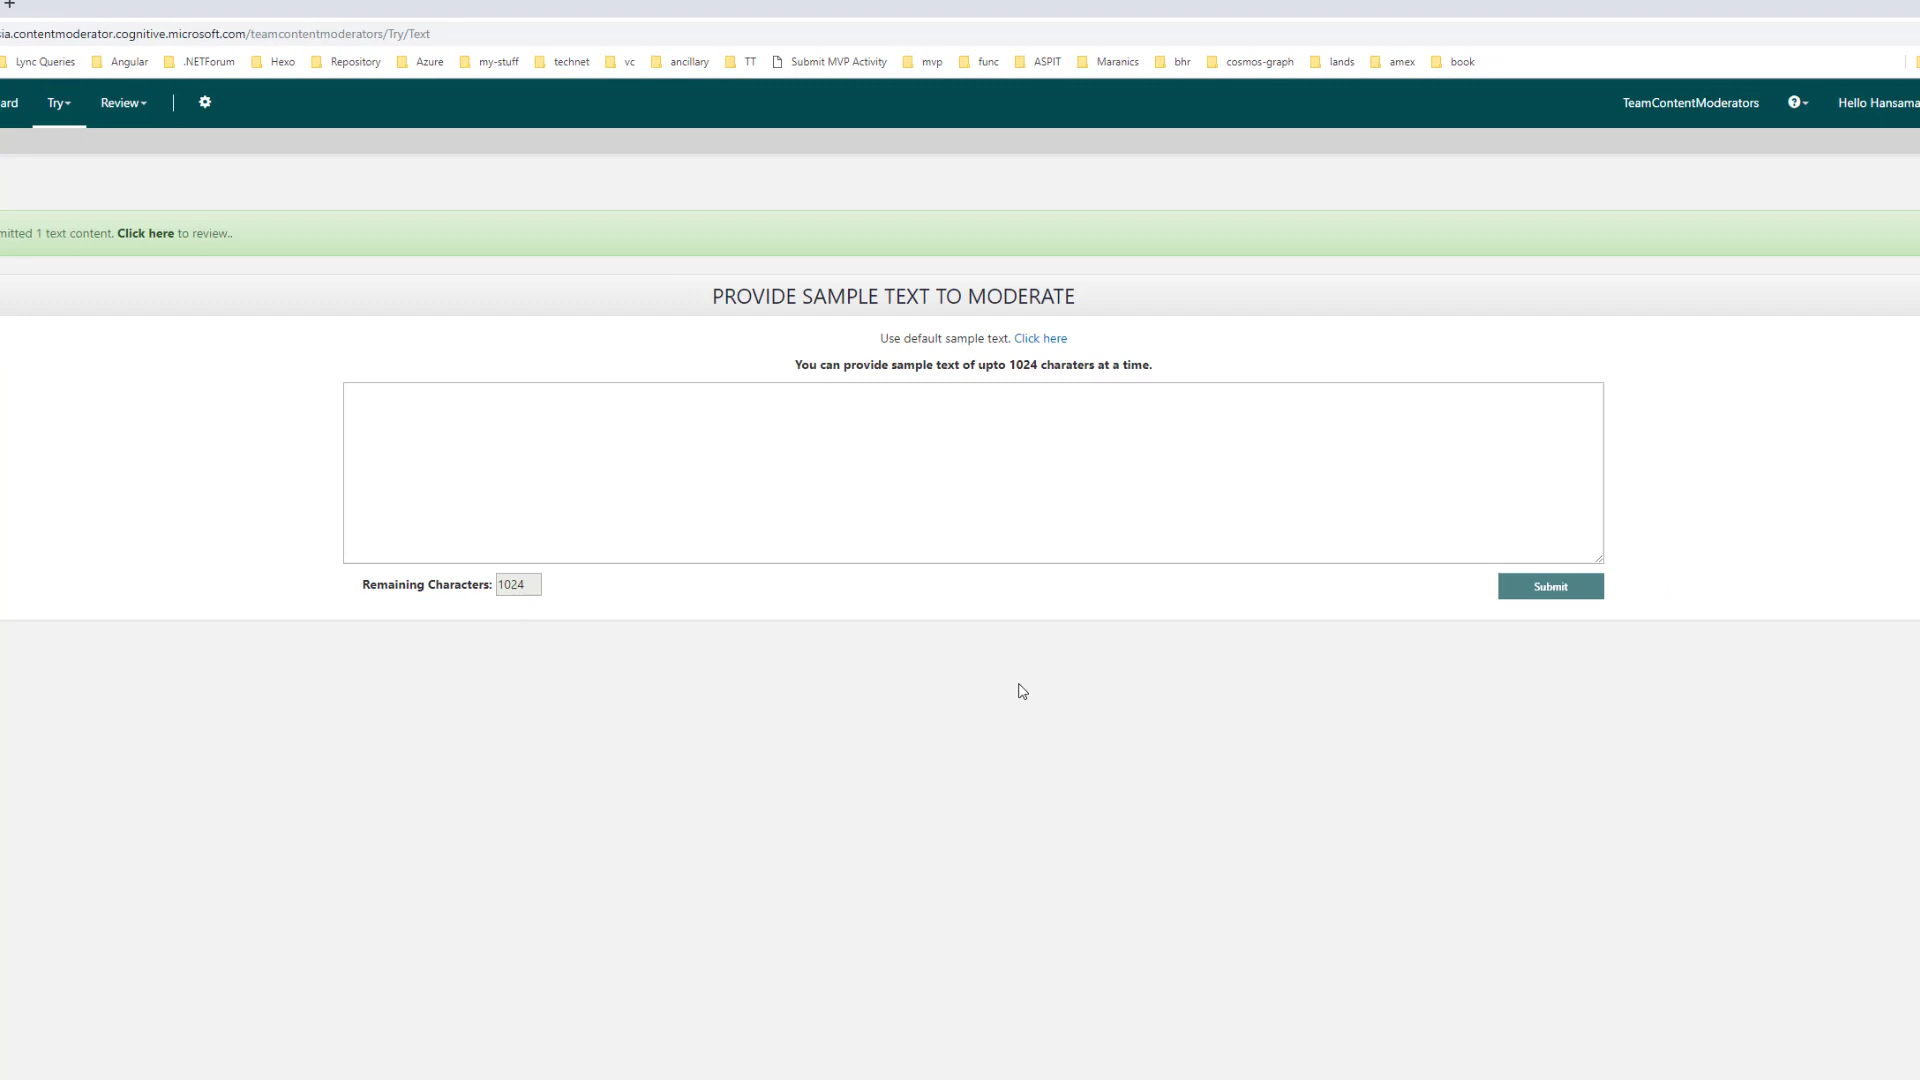 ia.contentmoderator.cognitive.microsoft.com/teamcontentmoderators/Try/Text
Lync Queries Angular .NETForum Hexo Repository Azure my-stuff technet vc ancillary TT Submit MVP Activity mvp func ASPIT Maranics bhr cosmos-graph lands amex book
ard Try Review TeamContentModerators Hello Hansama
mitted 1 text content. Click here to review..
PROVIDE SAMPLE TEXT TO MODERATE
Use default sample text. Click here
You can provide sample text of upto 1024 charaters at a time.
Remaining Characters: 1024 Submit